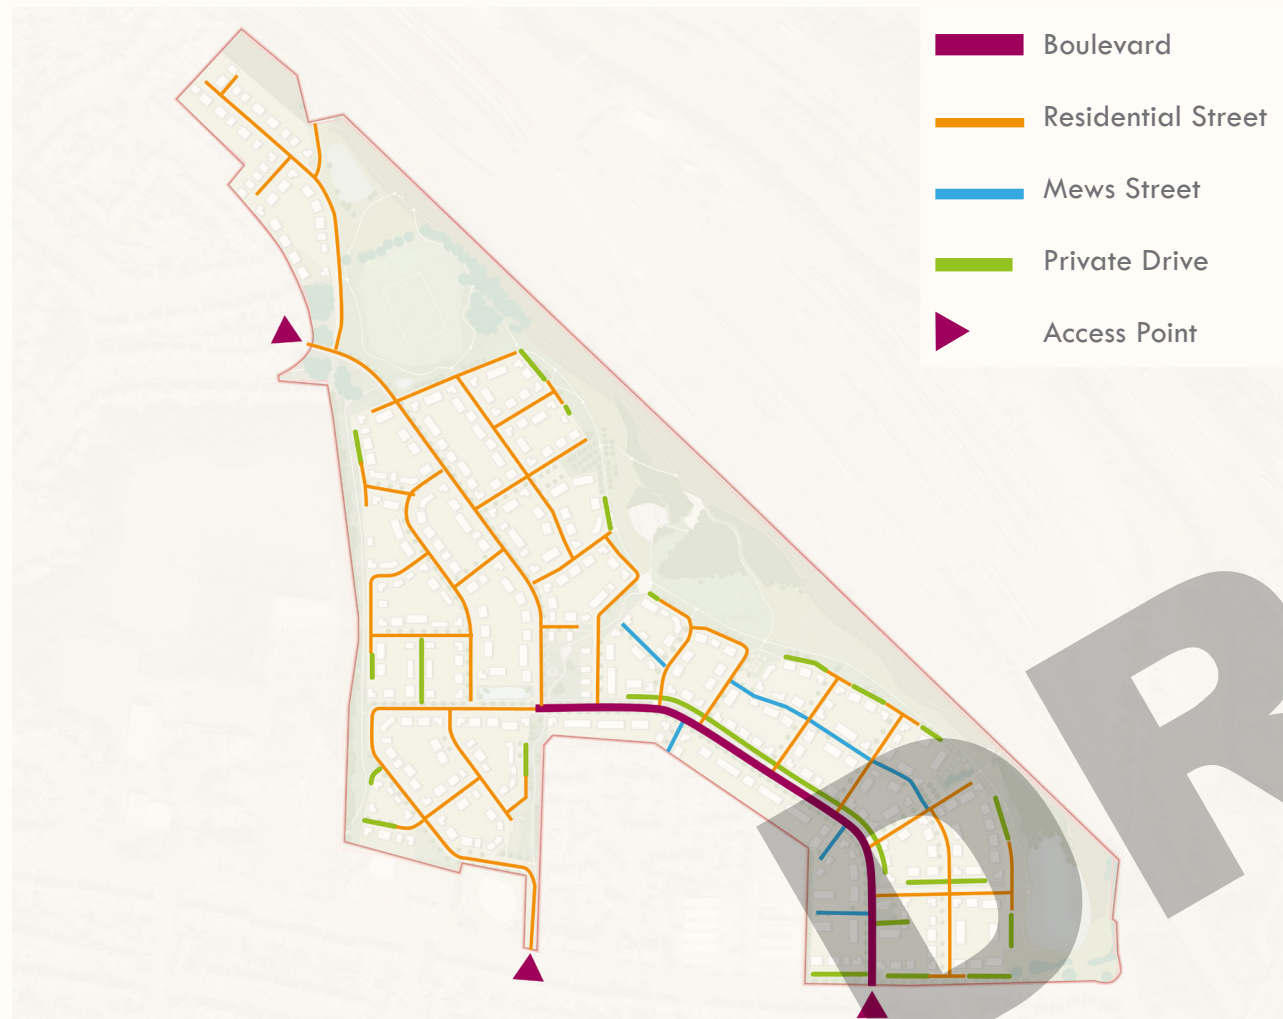 Boulevard
Residential Street
Mews Street
Private Drive
Access Point
DR